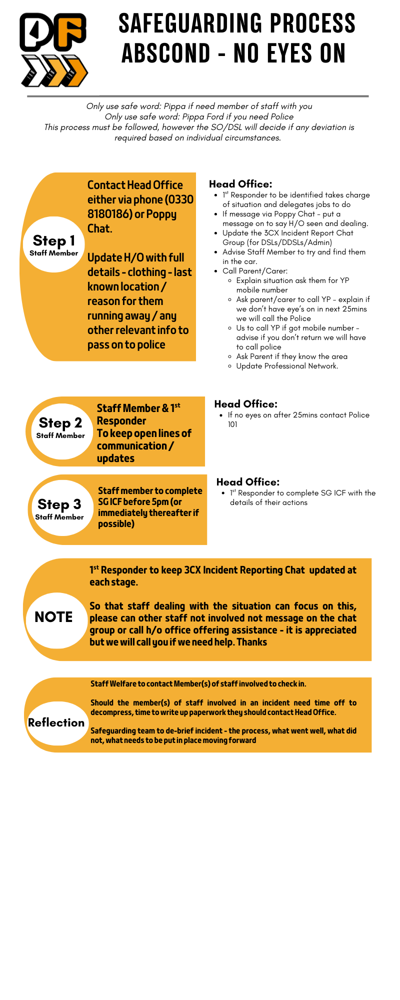 PF
SAFEGUARDING PROCESS
ABSCOND - NO EYES ON
Only use safe word: Pippa if need member of staff with you
Only use safe word: Pippa Ford if you need Police
This process must be followed, however the SO/DSL will decide if any deviation is
required based on individual circumstances.
Step 1
Staff Member
Contact Head Office
either via phone (0330
8180186) or Poppy
Chat.
Update H/O with full
details - clothing - last
known location /
reason for them
running away / any
other relevant info to
pass on to police
Head Office:
• 1st Responder to be identified takes charge
of situation and delegates jobs to do
• If message via Poppy Chat - put a
message on to say H/O seen and dealing.
• Update the 3CX Incident Report Chat
Group (for DSLs/DDSLs/Admin)
• Advise Staff Member to try and find them
in the car.
• Call Parent/Carer:
◦ Explain situation ask them for YP
mobile number
◦ Ask parent/carer to call YP - explain if
we don't have eye's on in next 25mins
we will call the Police
◦ Us to call YP if got mobile number -
advise if you don't return we will have
to call police
◦ Ask Parent if they know the area
◦ Update Professional Network.
Step 2
Staff Member
Staff Member & 1st
Responder
To keep open lines of
communication /
updates
Head Office:
• If no eyes on after 25mins contact Police
101
Step 3
Staff Member
Staff member to complete
SG ICF before 5pm (or
immediately thereafter if
possible)
Head Office:
• 1st Responder to complete SG ICF with the
details of their actions
NOTE
1st Responder to keep 3CX Incident Reporting Chat updated at
each stage.
So that staff dealing with the situation can focus on this,
please can other staff not involved not message on the chat
group or call h/o office offering assistance - it is appreciated
but we will call you if we need help. Thanks
Reflection
Staff Welfare to contact Member(s) of staff involved to check in.
Should the member(s) of staff involved in an incident need time off to
decompress, time to write up paperwork they should contact Head Office.
Safeguarding team to de-brief incident - the process, what went well, what did
not, what needs to be put in place moving forward